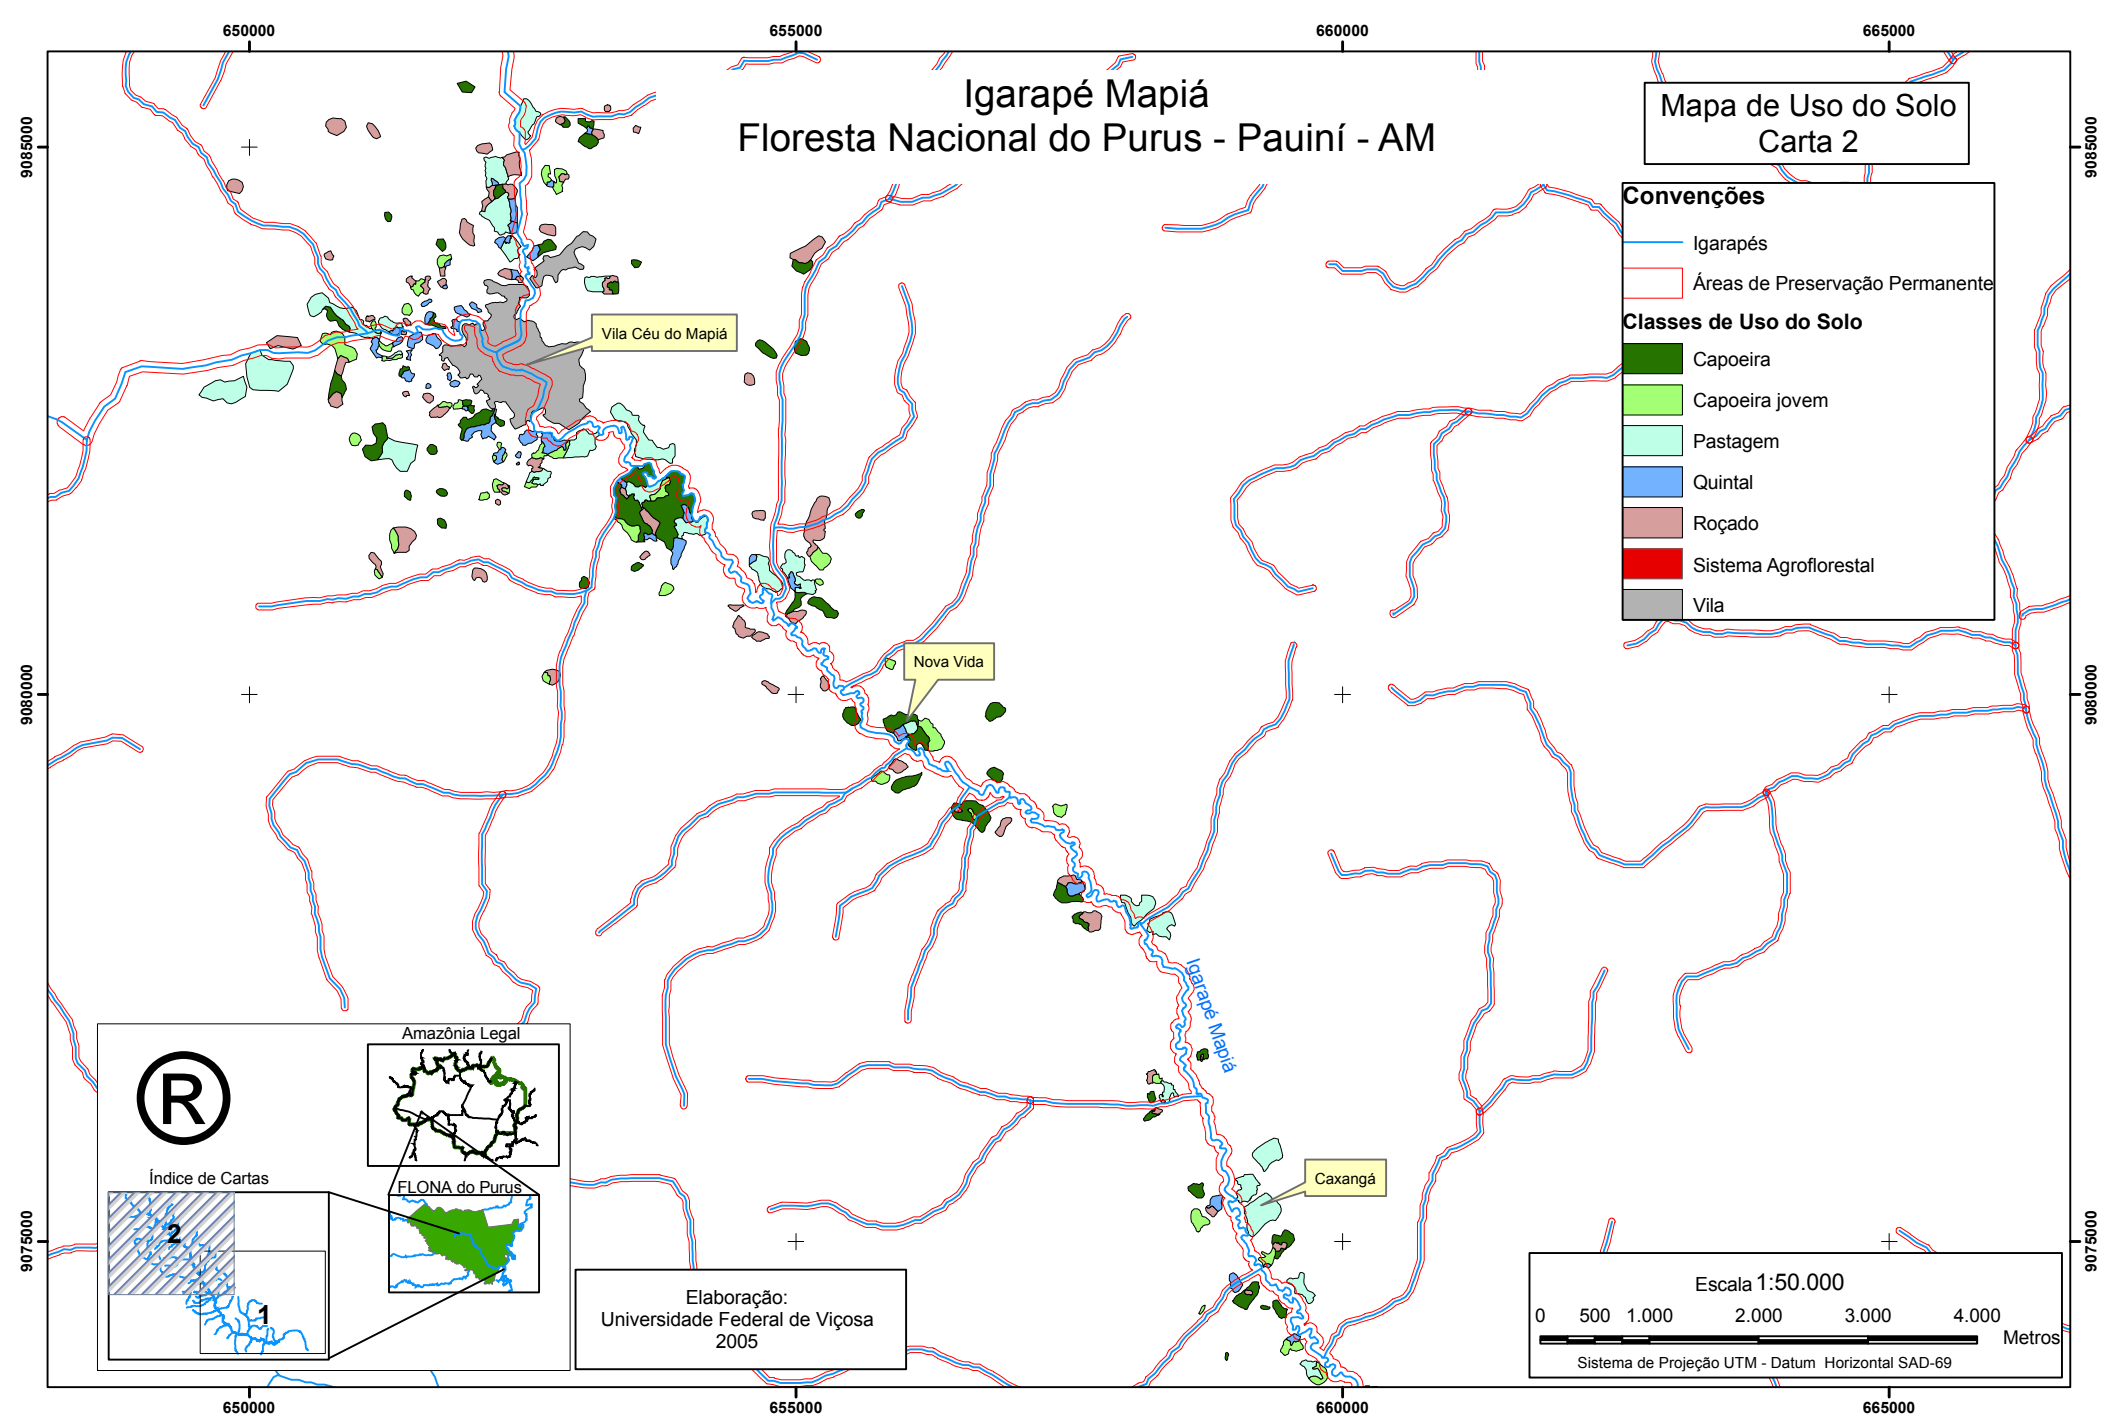 650000
655000
660000
665000
Igarapé Mapiá
Floresta Nacional do Purus - Pauiní - AM
Mapa de Uso do Solo
Carta 2
9085000
9085000
Convenções
Igarapés
Áreas de Preservação Permanente
Classes de Uso do Solo
Capoeira
Capoeira jovem
Pastagem
Quintal
Roçado
Sistema Agroflorestal
Vila
Vila Céu do Mapiá
Nova Vida
9080000
9080000
Igarapé Mapiá
Caxangá
Amazônia Legal
®
Índice de Cartas
FLONA do Purus
2
1
9075000
9075000
Elaboração:
Universidade Federal de Viçosa
2005
Escala 1:50.000
0 500 1.000 2.000 3.000 4.000
Metros
Sistema de Projeção UTM - Datum Horizontal SAD-69
650000
655000
660000
665000